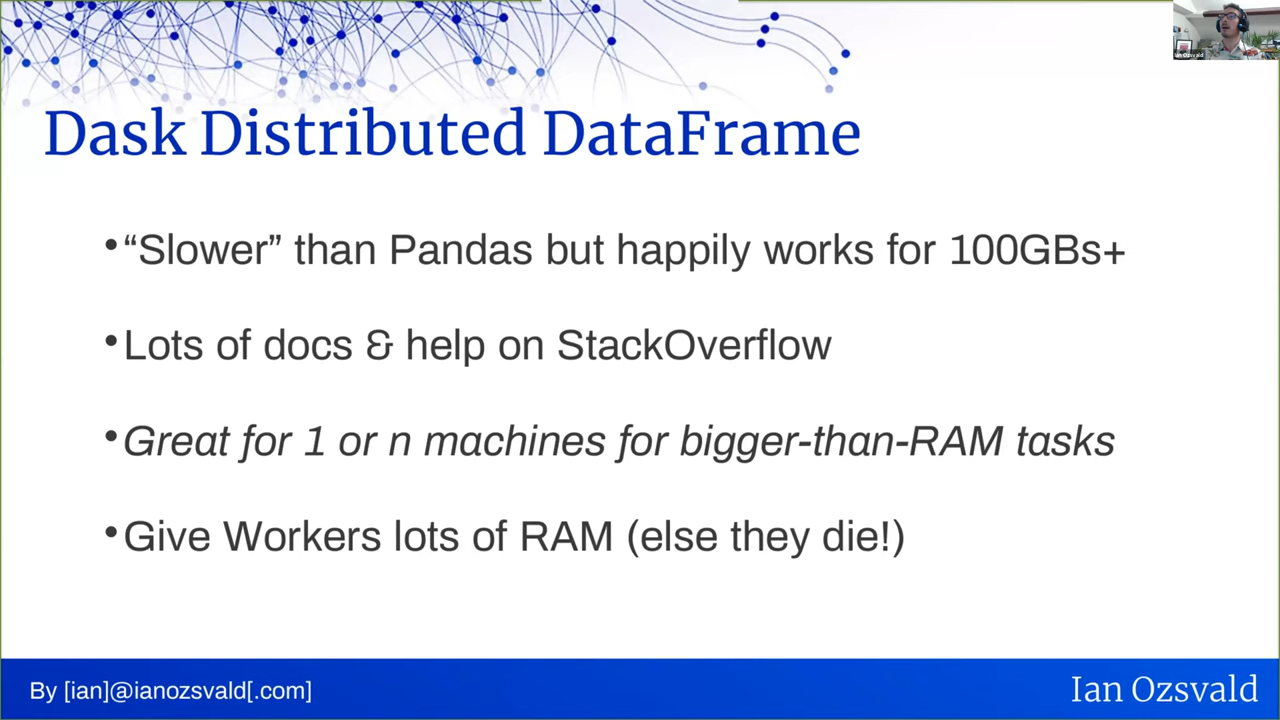 Ian Ozsvald
Dask Distributed DataFrame
•“Slower” than Pandas but happily works for 100GBs+
•Lots of docs & help on StackOverflow
•Great for 1 or n machines for bigger-than-RAM tasks
•Give Workers lots of RAM (else they die!)
By [ian]@ianozsvald[.com]
Ian Ozsvald